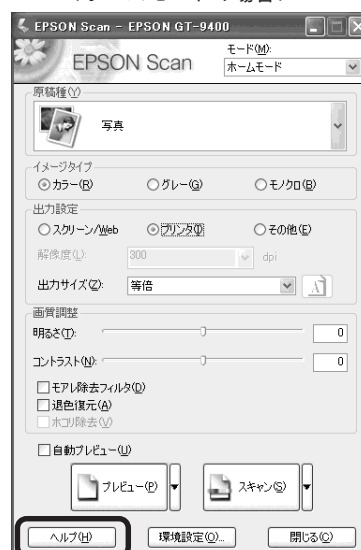 EPSON Scan - EPSON GT-9400
EPSON Scan
モード(M):
ホームモード
原稿種(Y)
写真
イメージタイプ
カラー(R) グレー(G) モノクロ(B)
出力設定
スクリーン/Web プリンタ(I) その他(E)
解像度(L): 300 dpi
出力サイズ(Z): 等倍
画質調整
明るさ(T): 0
コントラスト(N): 0
モアレ除去フィルタ(D)
退色復元(A)
ホコリ除去(V)
自動プレビュー(U)
プレビュー(P) スキャン(S)
ヘルプ(H) 環境設定(O)... 閉じる(C)